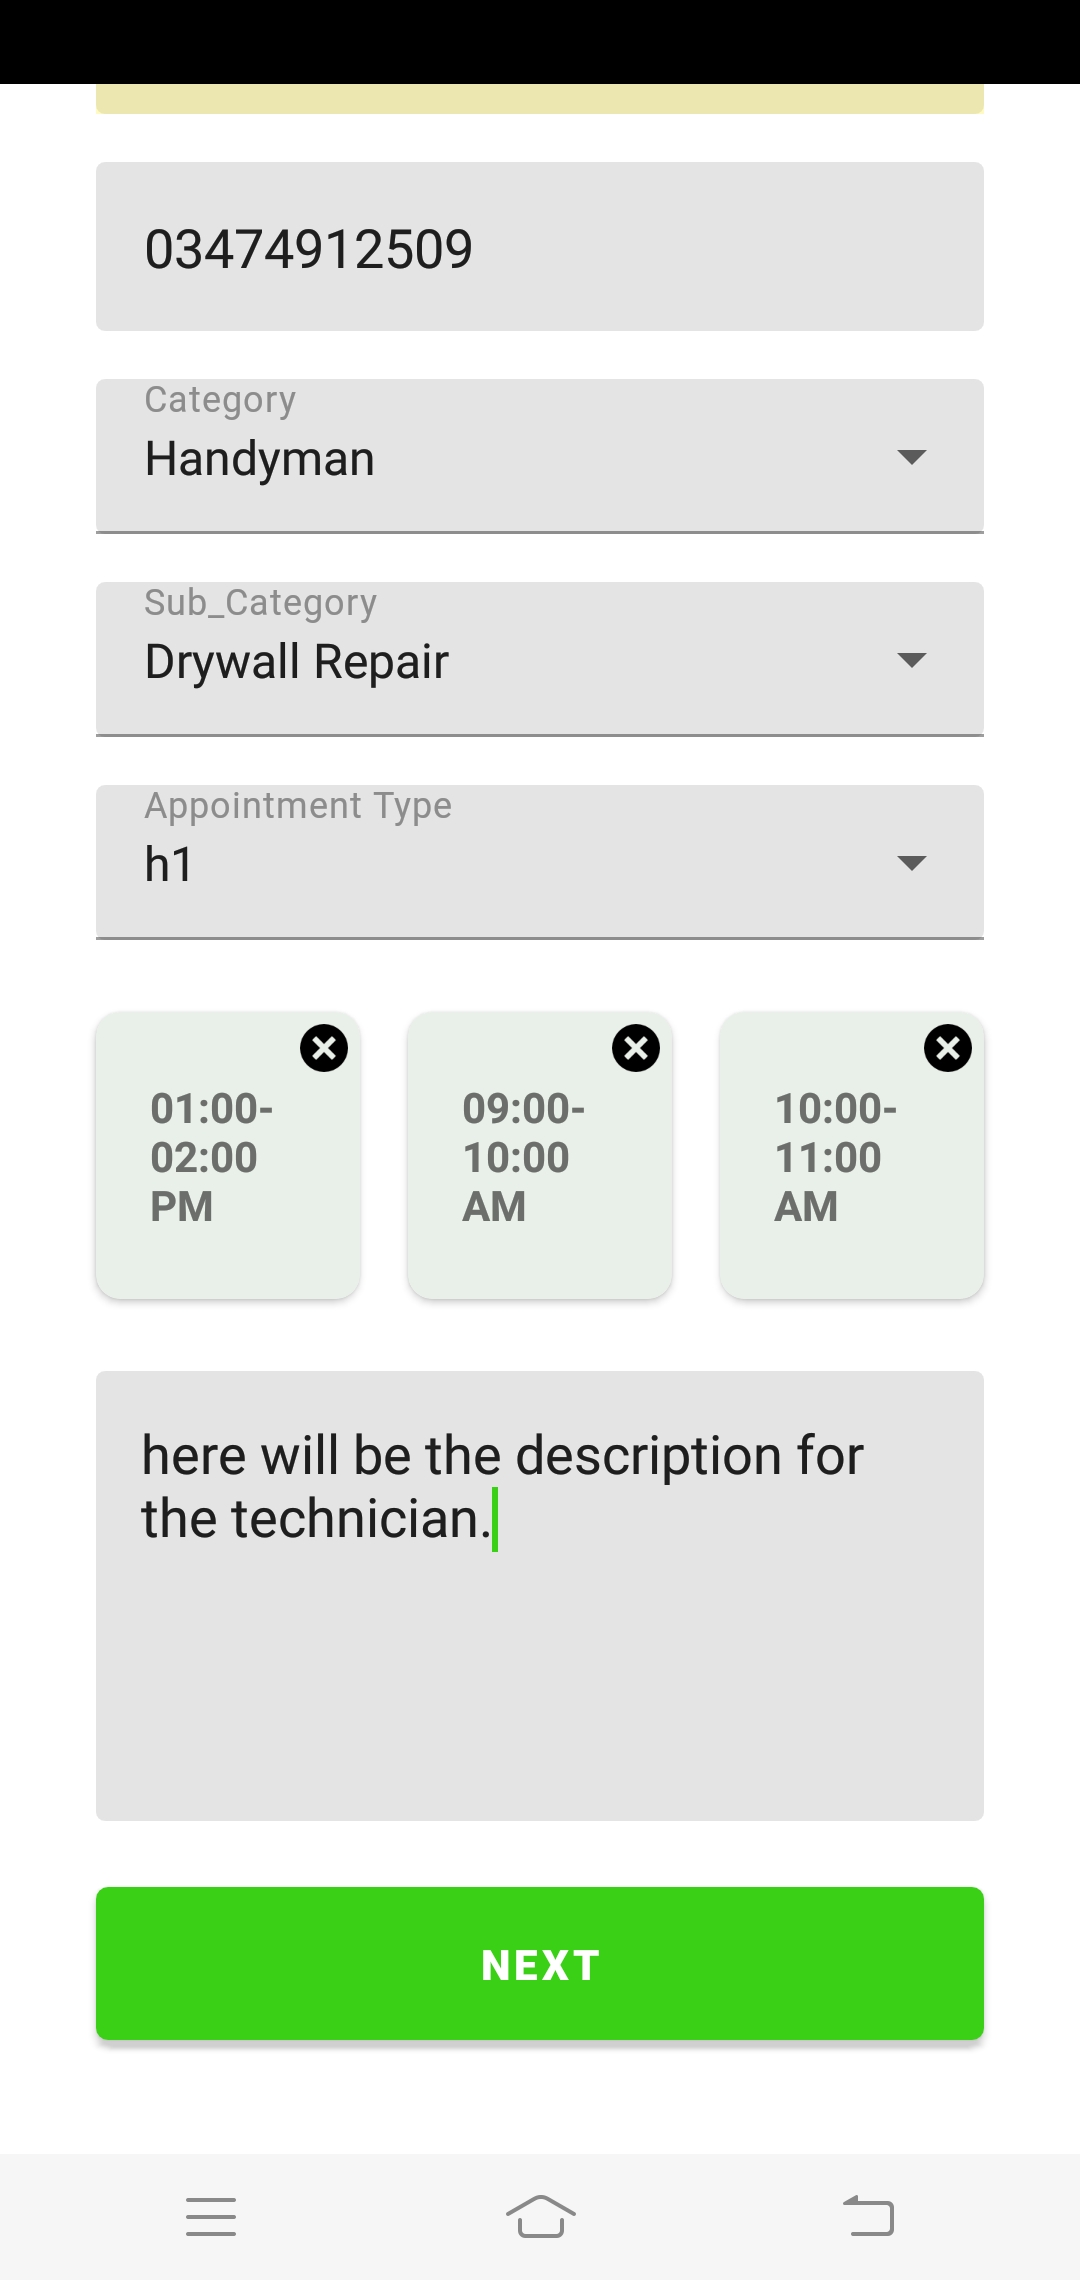 03474912509
Category
Handyman
Sub_Category
Drywall Repair
Appointment Type
h1
01:00-
02:00
PM
09:00-
10:00
AM
10:00-
11:00
AM
here will be the description for
the technician.
NEXT